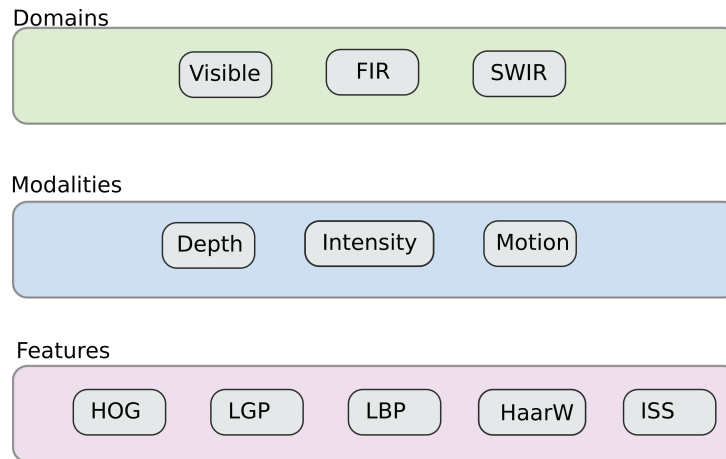 Domains
Visible FIR SWIR
Modalities
Depth Intensity Motion
Features
HOG LGP LBP HaarW ISS